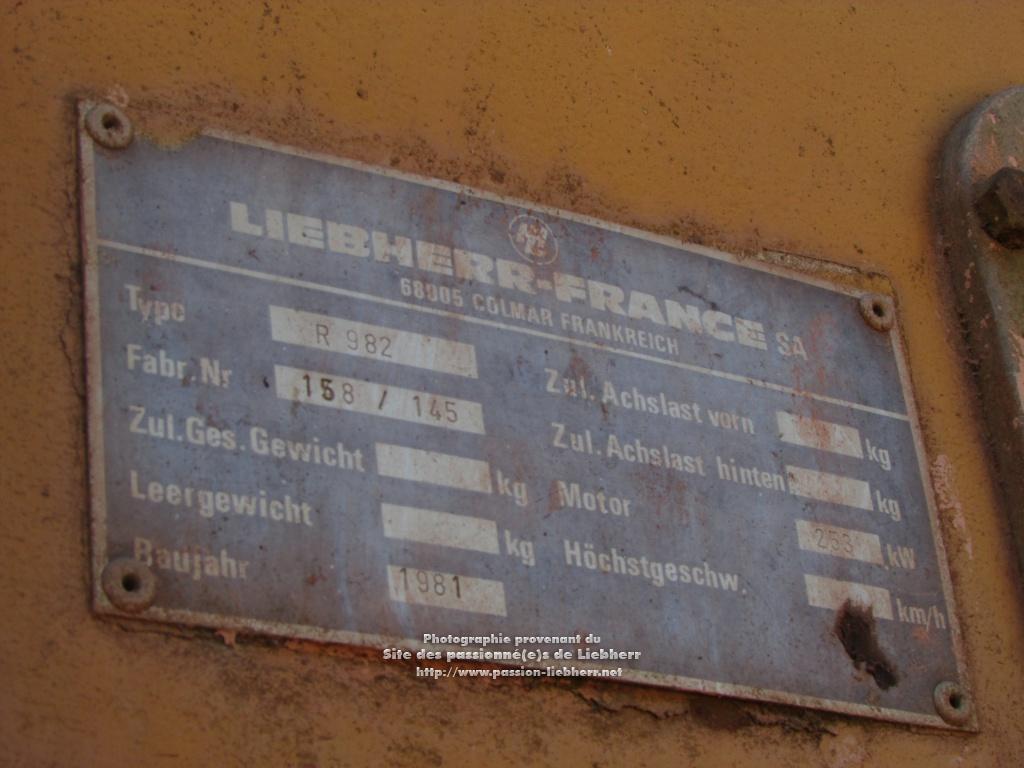 LIEBHERR-FRANCE SA
68005 COLMAR FRANKREICH
Type R 982
Fabr.Nr 158 / 145
Zul.Ges.Gewicht kg
Leergewicht kg
Baujahr 1981
Zul. Achslast vorn kg
Zul. Achslast hinten kg
Motor 253 kW
Höchstgeschw. km/h
Photographie provenant du
Site des passionné(e)s de Liebherr
http://www.passion-liebherr.net